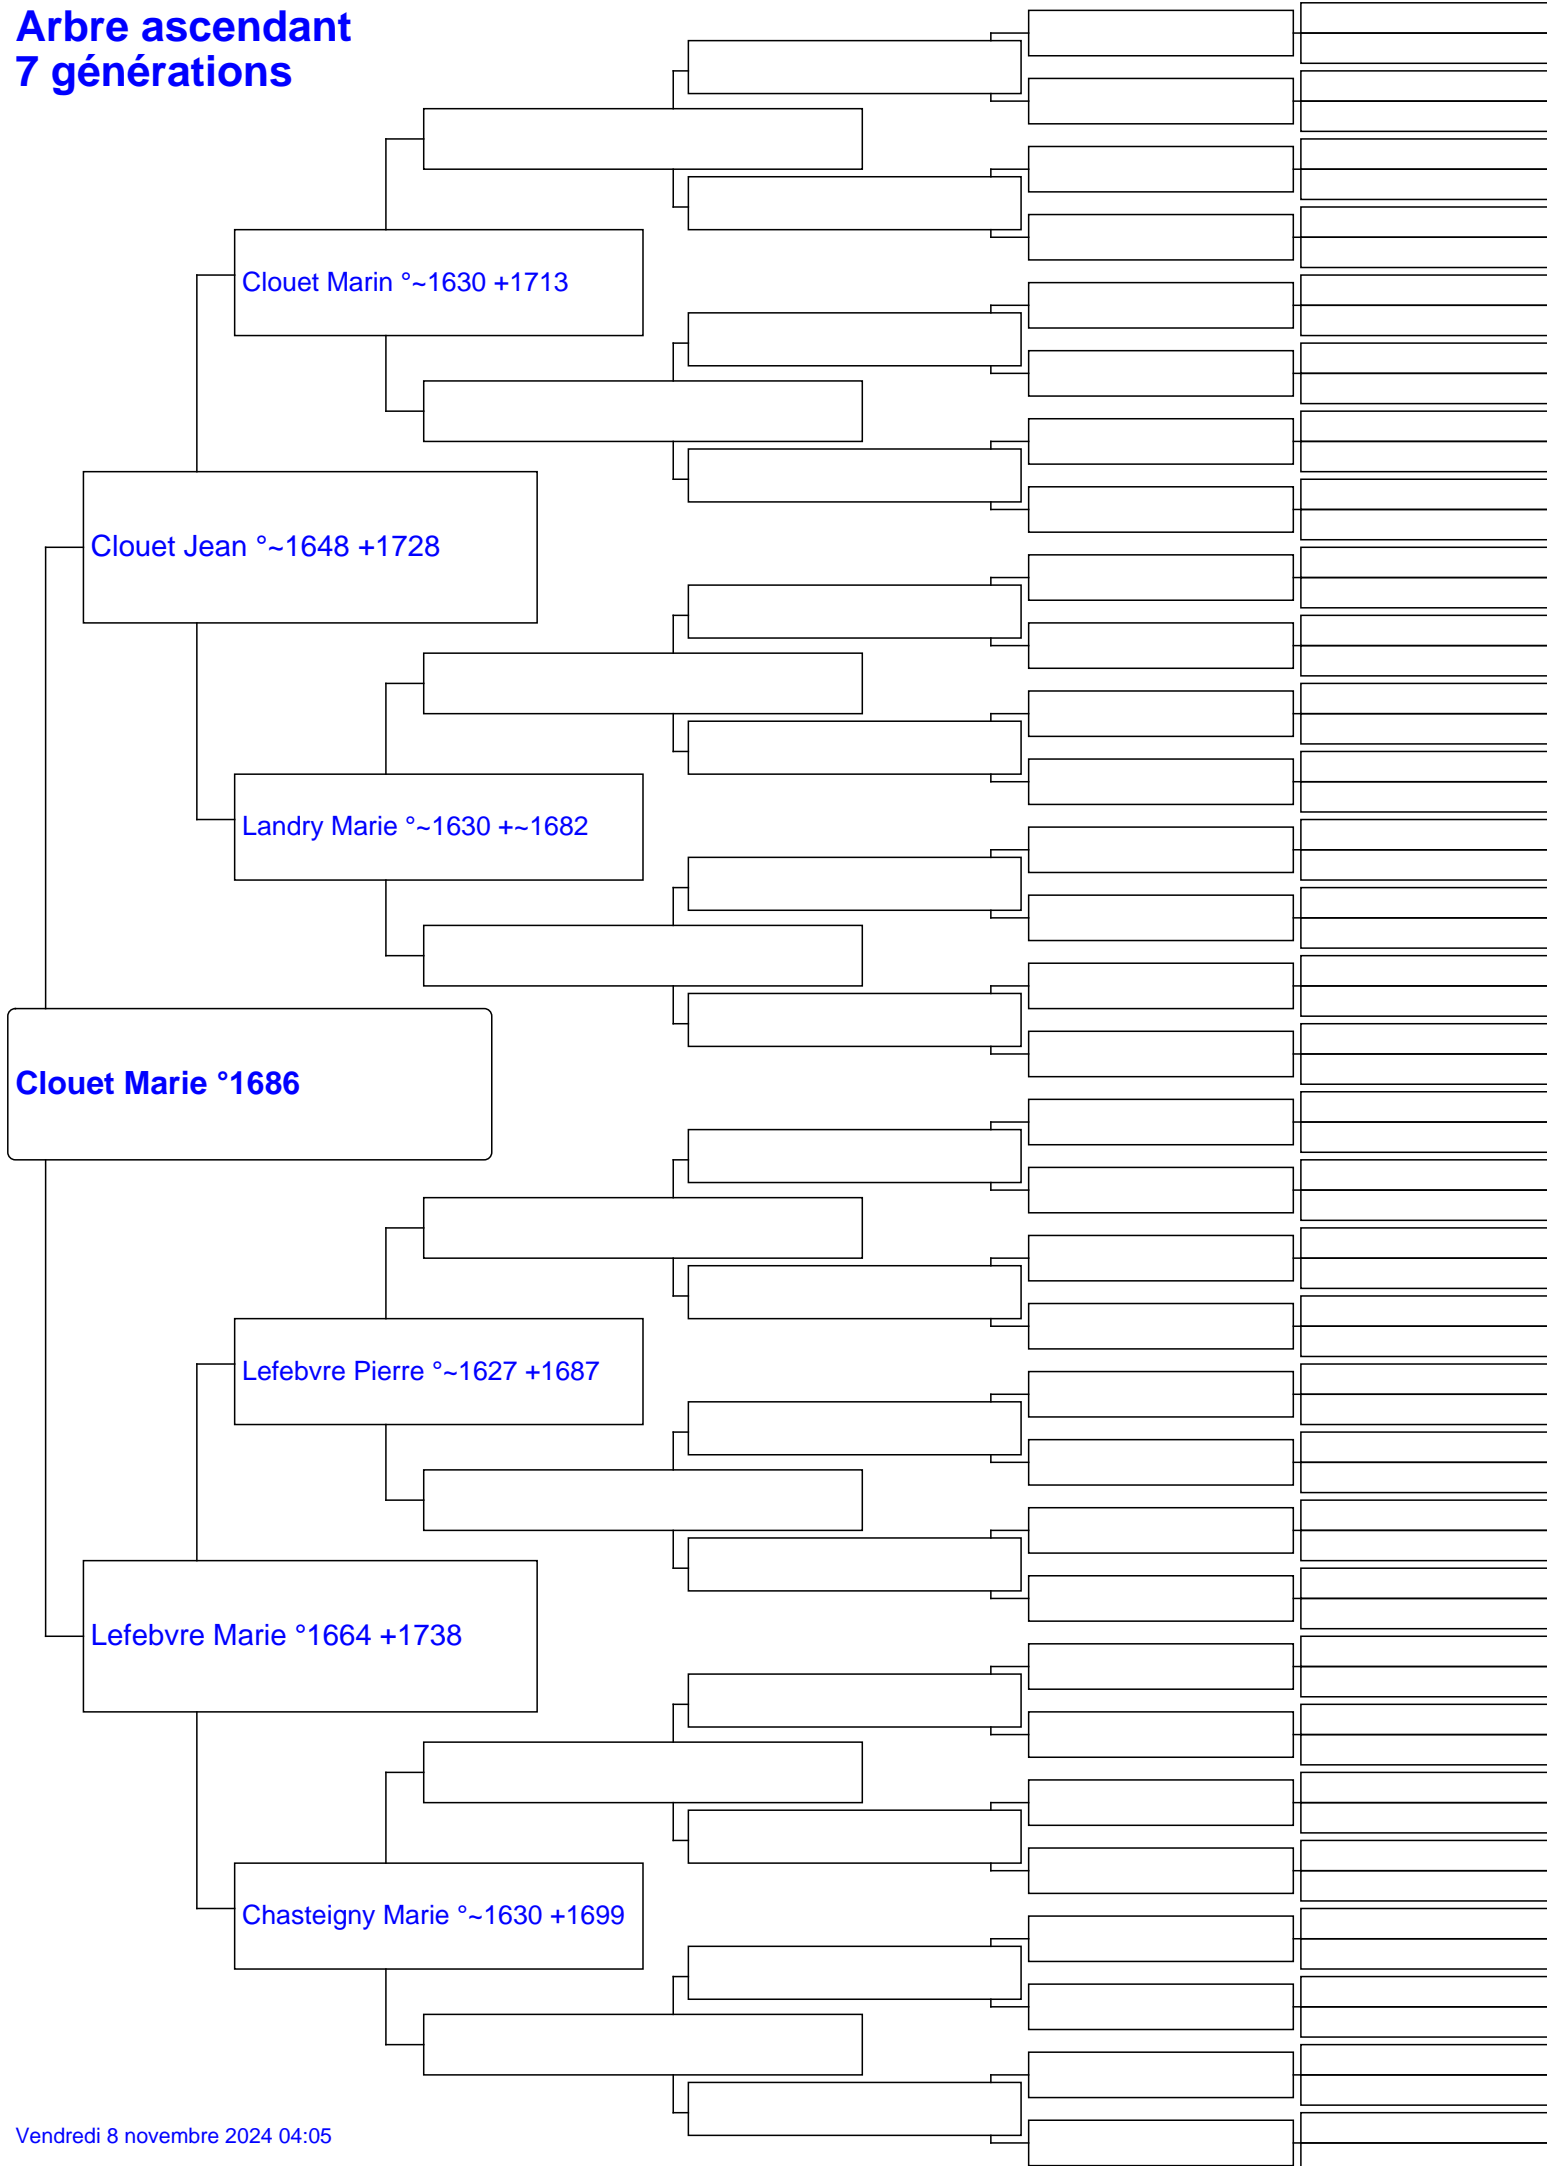 Arbre ascendant
7 générations
Clouet Marin °~1630 +1713
Clouet Jean °~1648 +1728
Landry Marie °~1630 +~1682
Clouet Marie °1686
Lefebvre Pierre °~1627 +1687
Lefebvre Marie °1664 +1738
Chasteigny Marie °~1630 +1699
Vendredi 8 novembre 2024 04:05